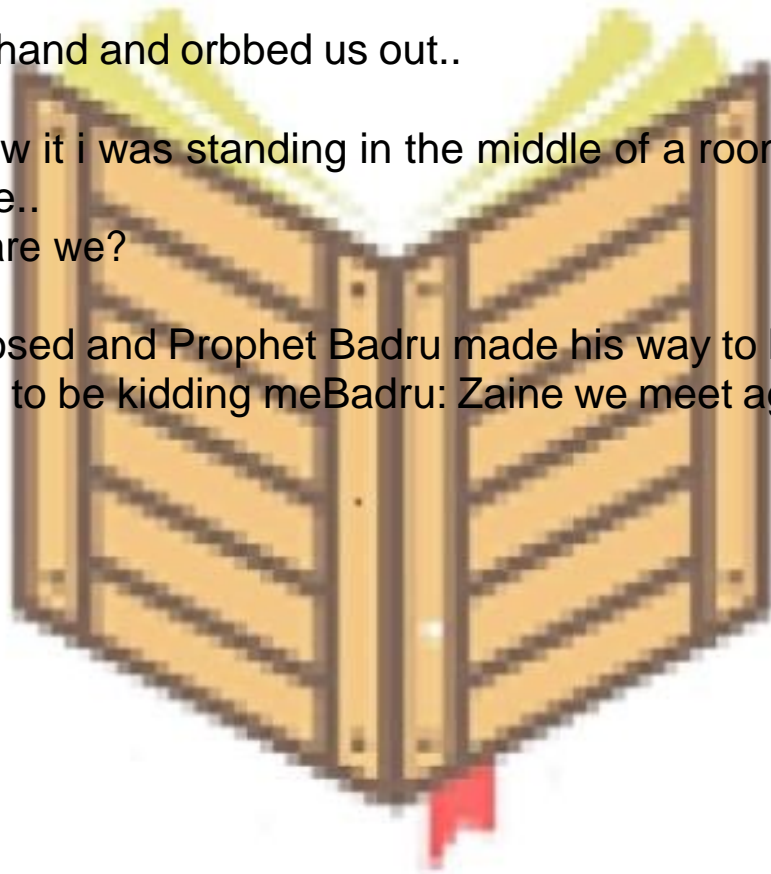 hand and orbbed us out..
w it i was standing in the middle of a room
e..
are we?
osed and Prophet Badru made his way to
to be kidding meBadru: Zaine we meet ag